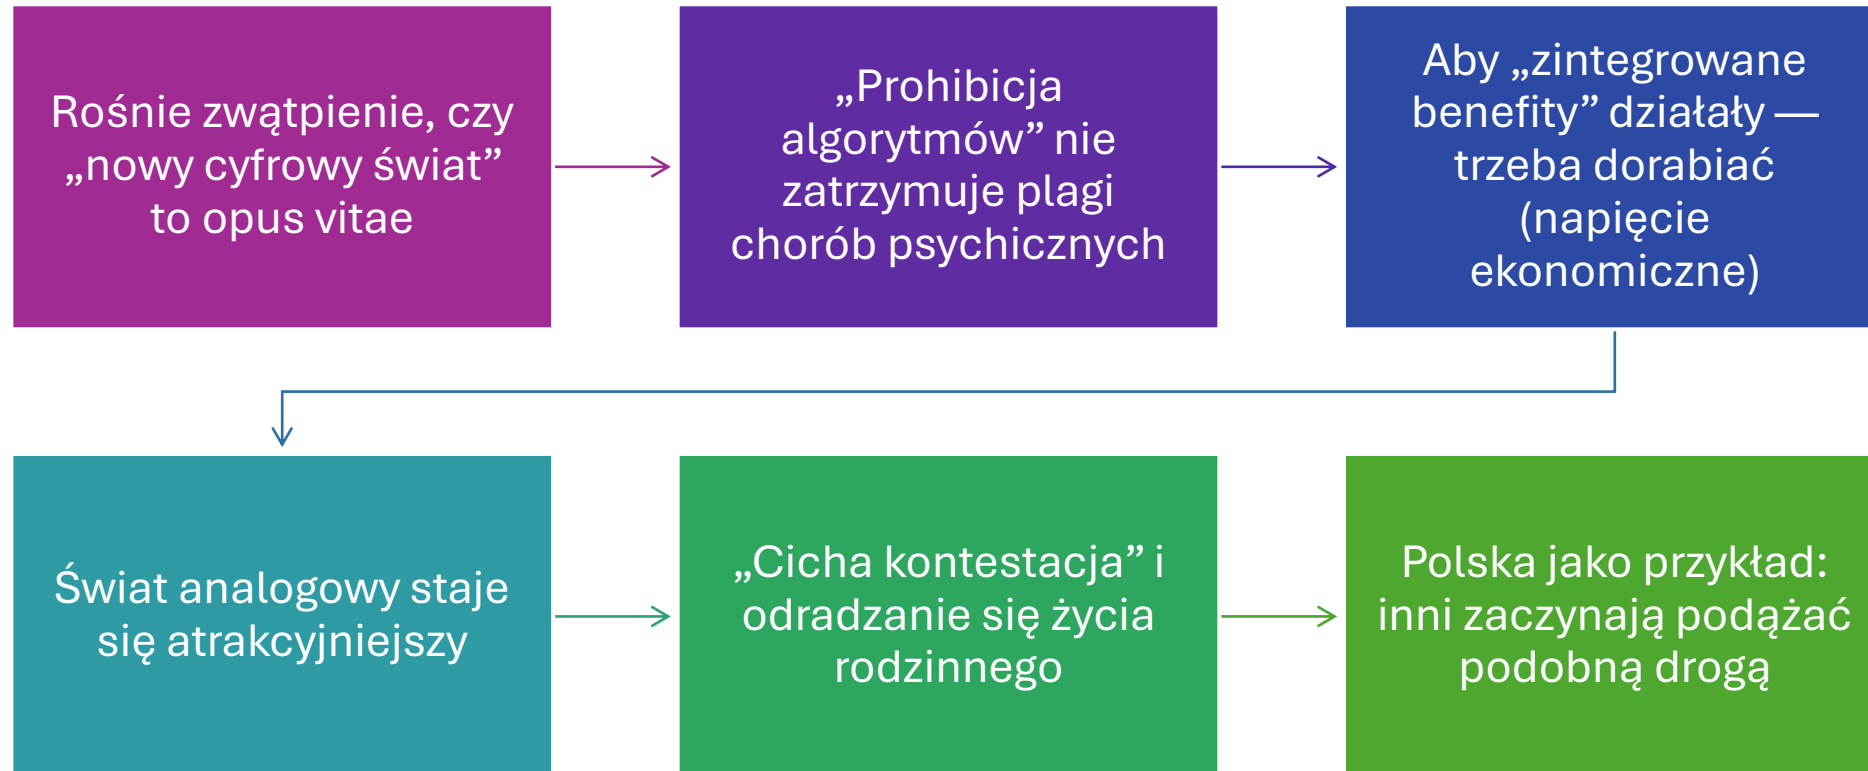 Rośnie zwątpienie, czy
„nowy cyfrowy świat”
to opus vitae
„Prohibicja
algorytmów” nie
zatrzymuje plagi
chorób psychicznych
Aby „zintegrowane
benefity” działały —
trzeba dorabiać
(napięcie
ekonomiczne)
Świat analogowy staje
się atrakcyjniejszy
„Cicha kontestacja” i
odradzanie się życia
rodzinnego
Polska jako przykład:
inni zaczynają podążać
podobną drogą